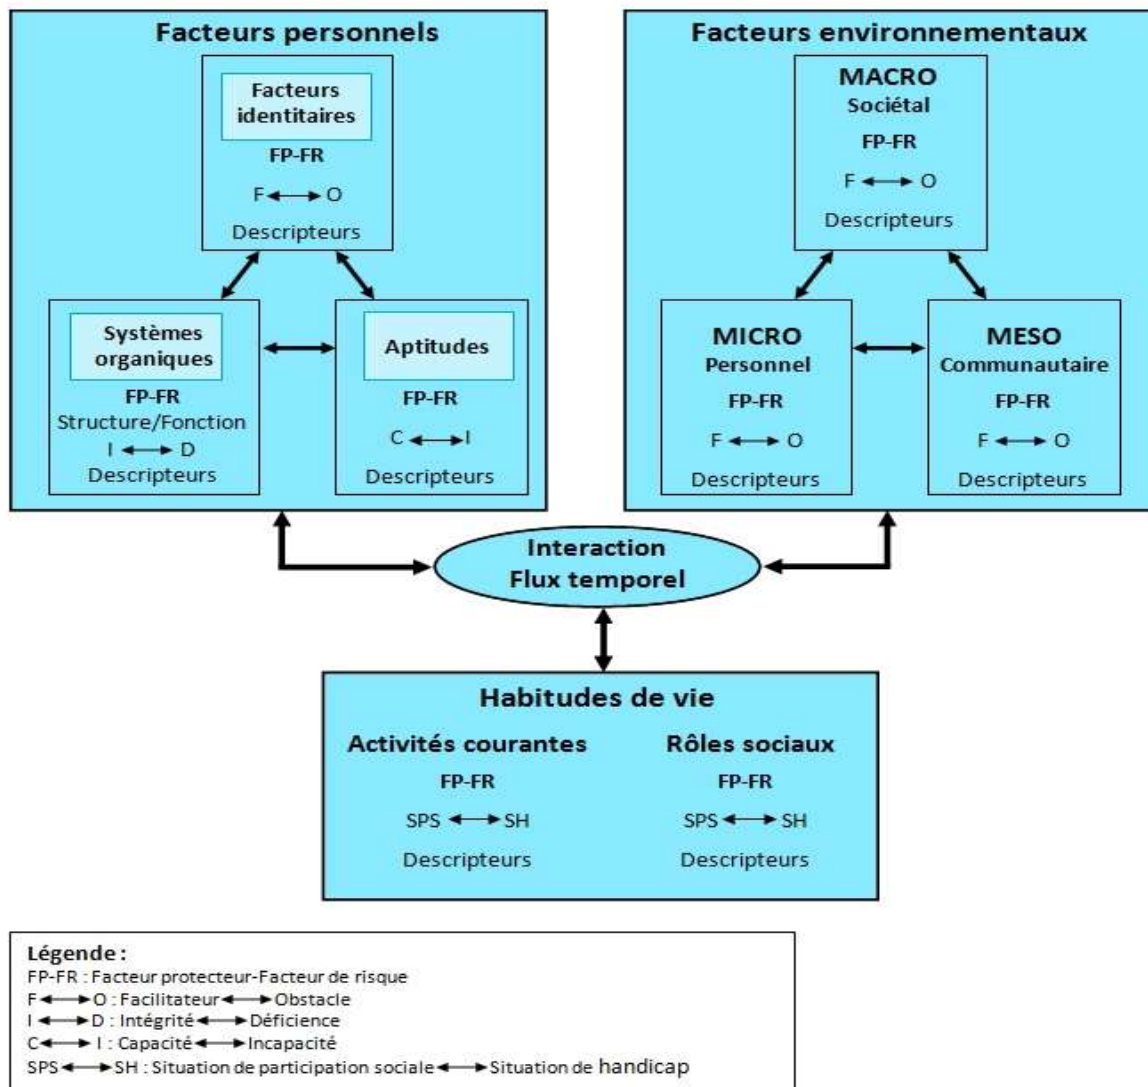 Facteurs personnels
Facteurs
identitaires
FP-FR
F ↔ O
Descripteurs
Systèmes
organiques
FP-FR
Structure/Fonction
I ↔ D
Descripteurs
Aptitudes
FP-FR
C ↔ I
Descripteurs
Facteurs environnementaux
MACRO
Sociétal
FP-FR
F ↔ O
Descripteurs
MICRO
Personnel
FP-FR
F ↔ O
Descripteurs
MESO
Communautaire
FP-FR
F ↔ O
Descripteurs
Interaction
Flux temporel
Habitudes de vie
Activités courantes
FP-FR
SPS ↔ SH
Descripteurs
Rôles sociaux
FP-FR
SPS ↔ SH
Descripteurs
Légende :
FP-FR : Facteur protecteur-Facteur de risque
F ↔ O : Facilitateur ↔ Obstacle
I ↔ D : Intégrité ↔ Déficience
C ↔ I : Capacité ↔ Incapacité
SPS ↔ SH : Situation de participation sociale ↔ Situation de handicap